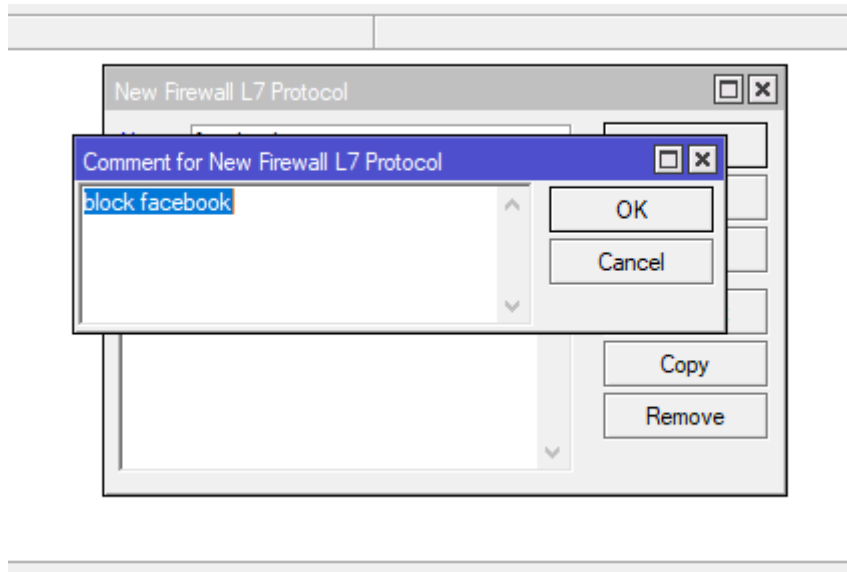 New Firewall L7 Protocol
Comment for New Firewall L7 Protocol
block facebook
OK
Cancel
Copy
Remove